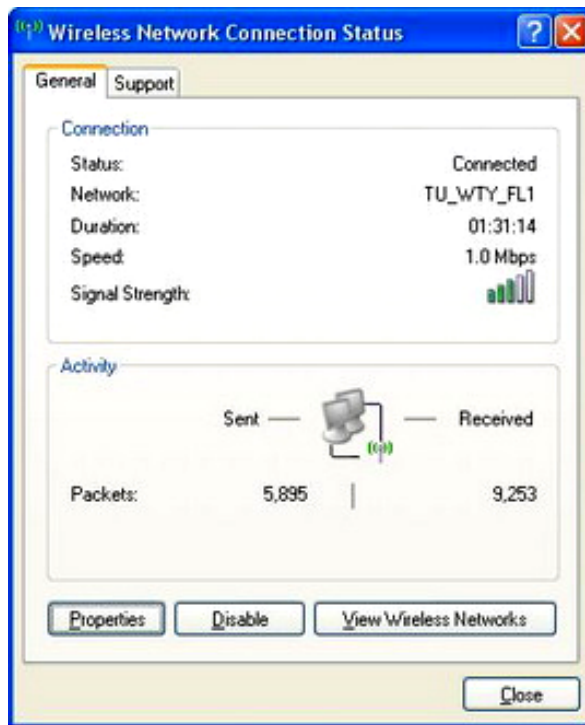 Wireless Network Connection Status
General Support
Connection
Status: Connected
Network: TU_WTY_FL1
Duration: 01:31:14
Speed: 1.0 Mbps
Signal Strength:
Activity
Sent Received
Packets: 5,895 9,253
Properties Disable View Wireless Networks
Close